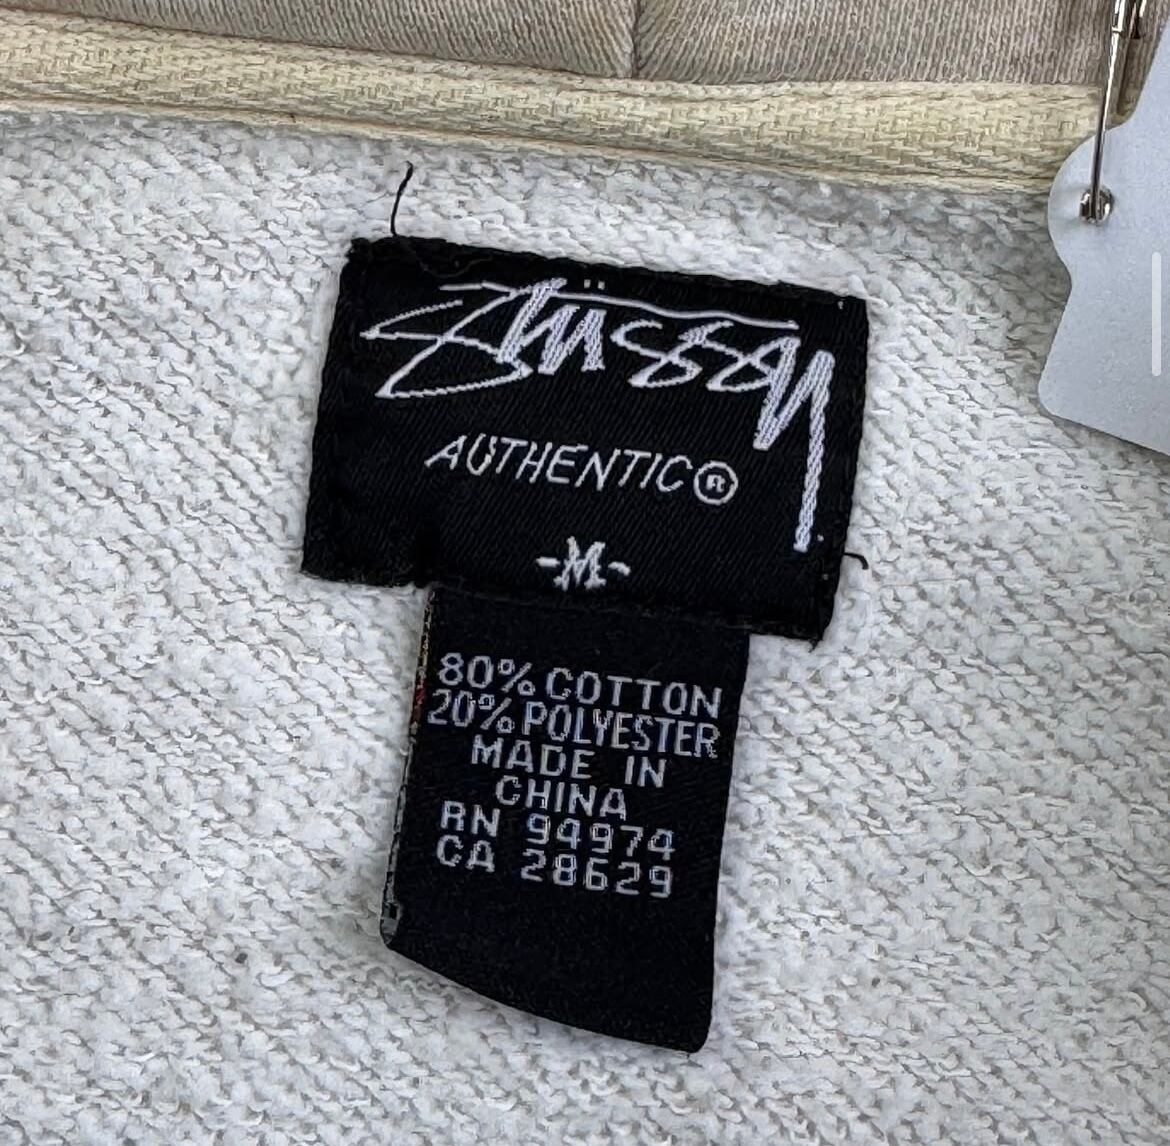 Stüssy
AUTHENTIC®
-M-
80% COTTON
20% POLYESTER
MADE IN
CHINA
RN 94974
CA 28629